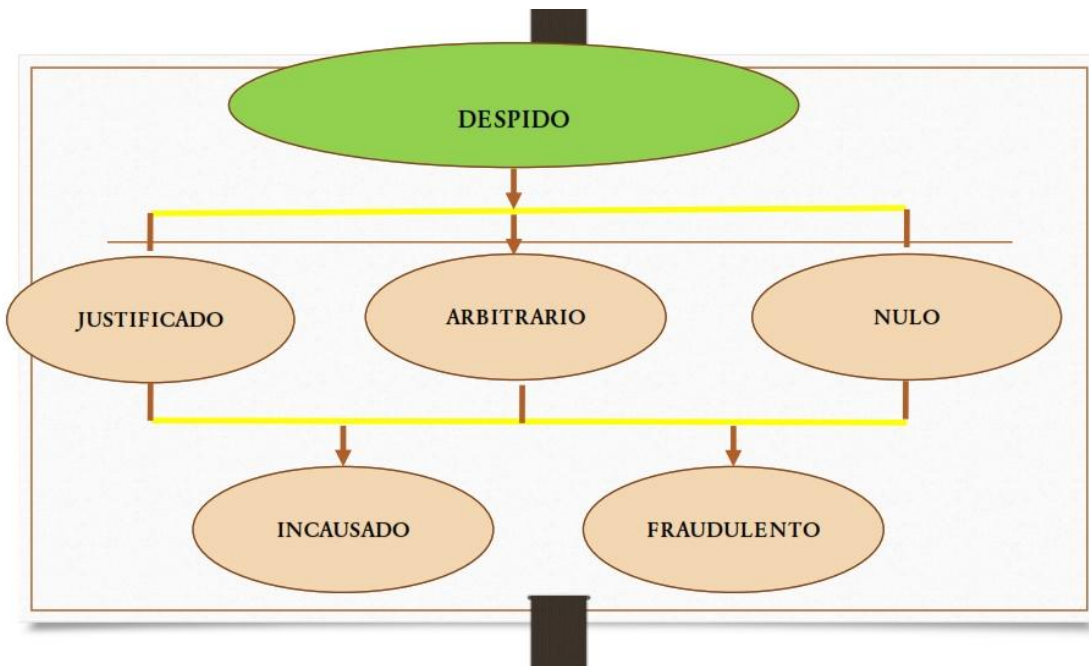 DESPIDO
JUSTIFICADO
ARBITRARIO
NULO
INCAUSADO
FRAUDULENTO